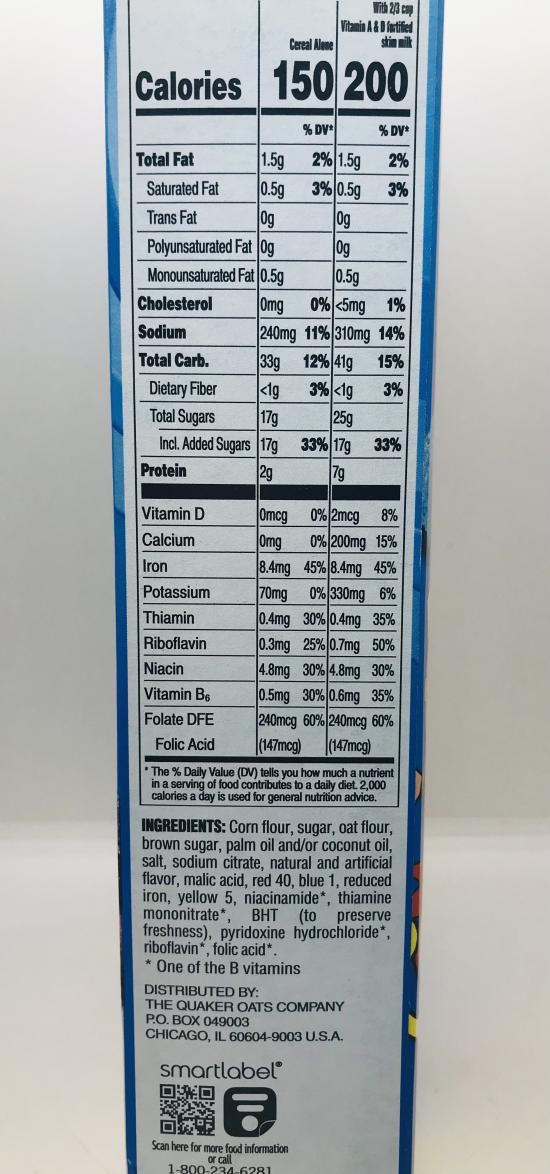 With 2/3 cup
Vitamin A & D fortified
Cereal Alone skim milk
Calories 150 200
% DV* % DV*
Total Fat 1.5g 2% 1.5g 2%
Saturated Fat 0.5g 3% 0.5g 3%
Trans Fat 0g 0g
Polyunsaturated Fat 0g 0g
Monounsaturated Fat 0.5g 0.5g
Cholesterol 0mg 0% <5mg 1%
Sodium 240mg 11% 310mg 14%
Total Carb. 33g 12% 41g 15%
Dietary Fiber <1g 3% <1g 3%
Total Sugars 17g 25g
Incl. Added Sugars 17g 33% 17g 33%
Protein 2g 7g
Vitamin D 0mcg 0% 2mcg 8%
Calcium 0mg 0% 200mg 15%
Iron 8.4mg 45% 8.4mg 45%
Potassium 70mg 0% 330mg 6%
Thiamin 0.4mg 30% 0.4mg 35%
Riboflavin 0.3mg 25% 0.7mg 50%
Niacin 4.8mg 30% 4.8mg 30%
Vitamin B6 0.5mg 30% 0.6mg 35%
Folate DFE 240mcg 60% 240mcg 60%
Folic Acid (147mcg) (147mcg)
* The % Daily Value (DV) tells you how much a nutrient
in a serving of food contributes to a daily diet. 2,000
calories a day is used for general nutrition advice.
INGREDIENTS: Corn flour, sugar, oat flour,
brown sugar, palm oil and/or coconut oil,
salt, sodium citrate, natural and artificial
flavor, malic acid, red 40, blue 1, reduced
iron, yellow 5, niacinamide*, thiamine
mononitrate*, BHT (to preserve
freshness), pyridoxine hydrochloride*,
riboflavin*, folic acid*.
* One of the B vitamins
DISTRIBUTED BY:
THE QUAKER OATS COMPANY
P.O. BOX 049003
CHICAGO, IL 60604-9003 U.S.A.
smartlabel®
Scan here for more food information
or call
1-800-234-6281